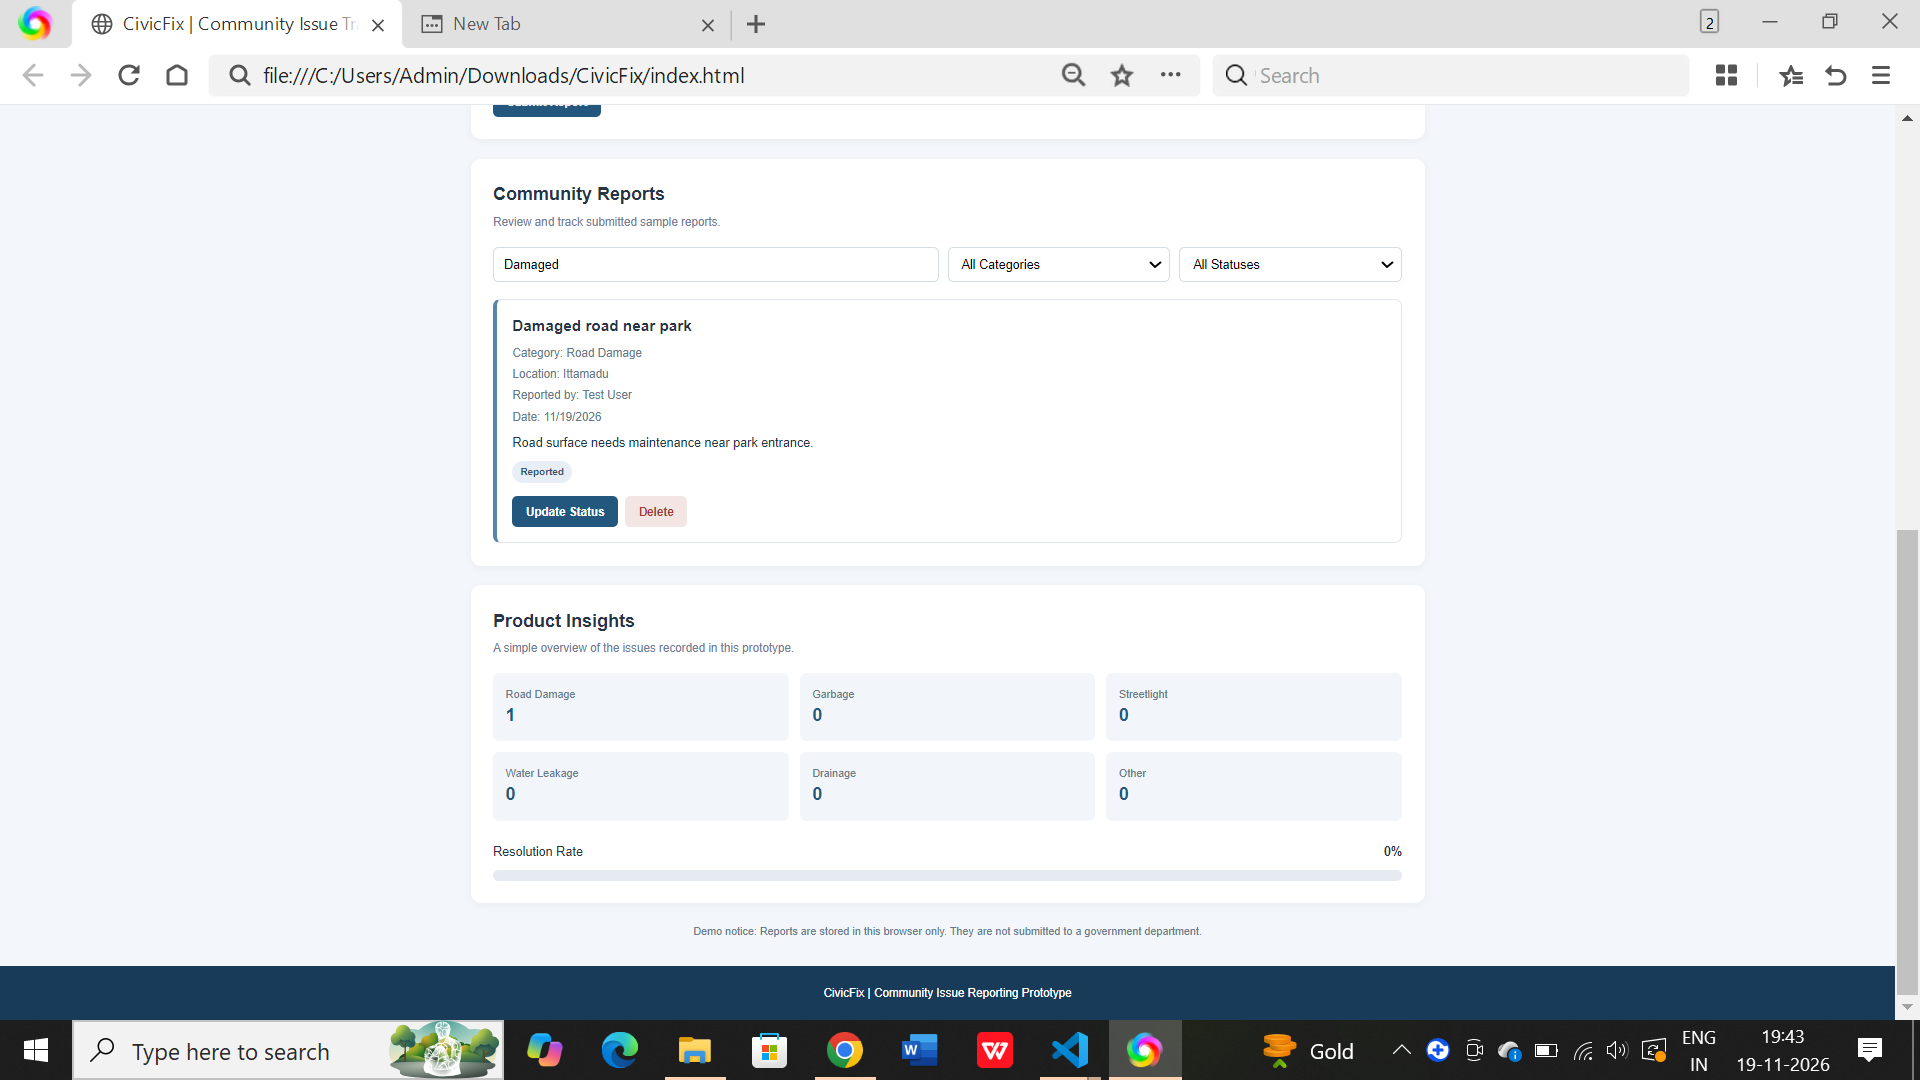 CivicFix | Community Issue Tr
New Tab
2
file:///C:/Users/Admin/Downloads/CivicFix/index.html
Search
Community Reports
Review and track submitted sample reports.
Damaged
All Categories
All Statuses
Damaged road near park
Category: Road Damage
Location: Ittamadu
Reported by: Test User
Date: 11/19/2026
Road surface needs maintenance near park entrance.
Reported
Update Status
Delete
Product Insights
A simple overview of the issues recorded in this prototype.
Road Damage
1
Garbage
0
Streetlight
0
Water Leakage
0
Drainage
0
Other
0
Resolution Rate
0%
Demo notice: Reports are stored in this browser only. They are not submitted to a government department.
CivicFix | Community Issue Reporting Prototype
Type here to search
Gold
ENG
IN
19:43
19-11-2026